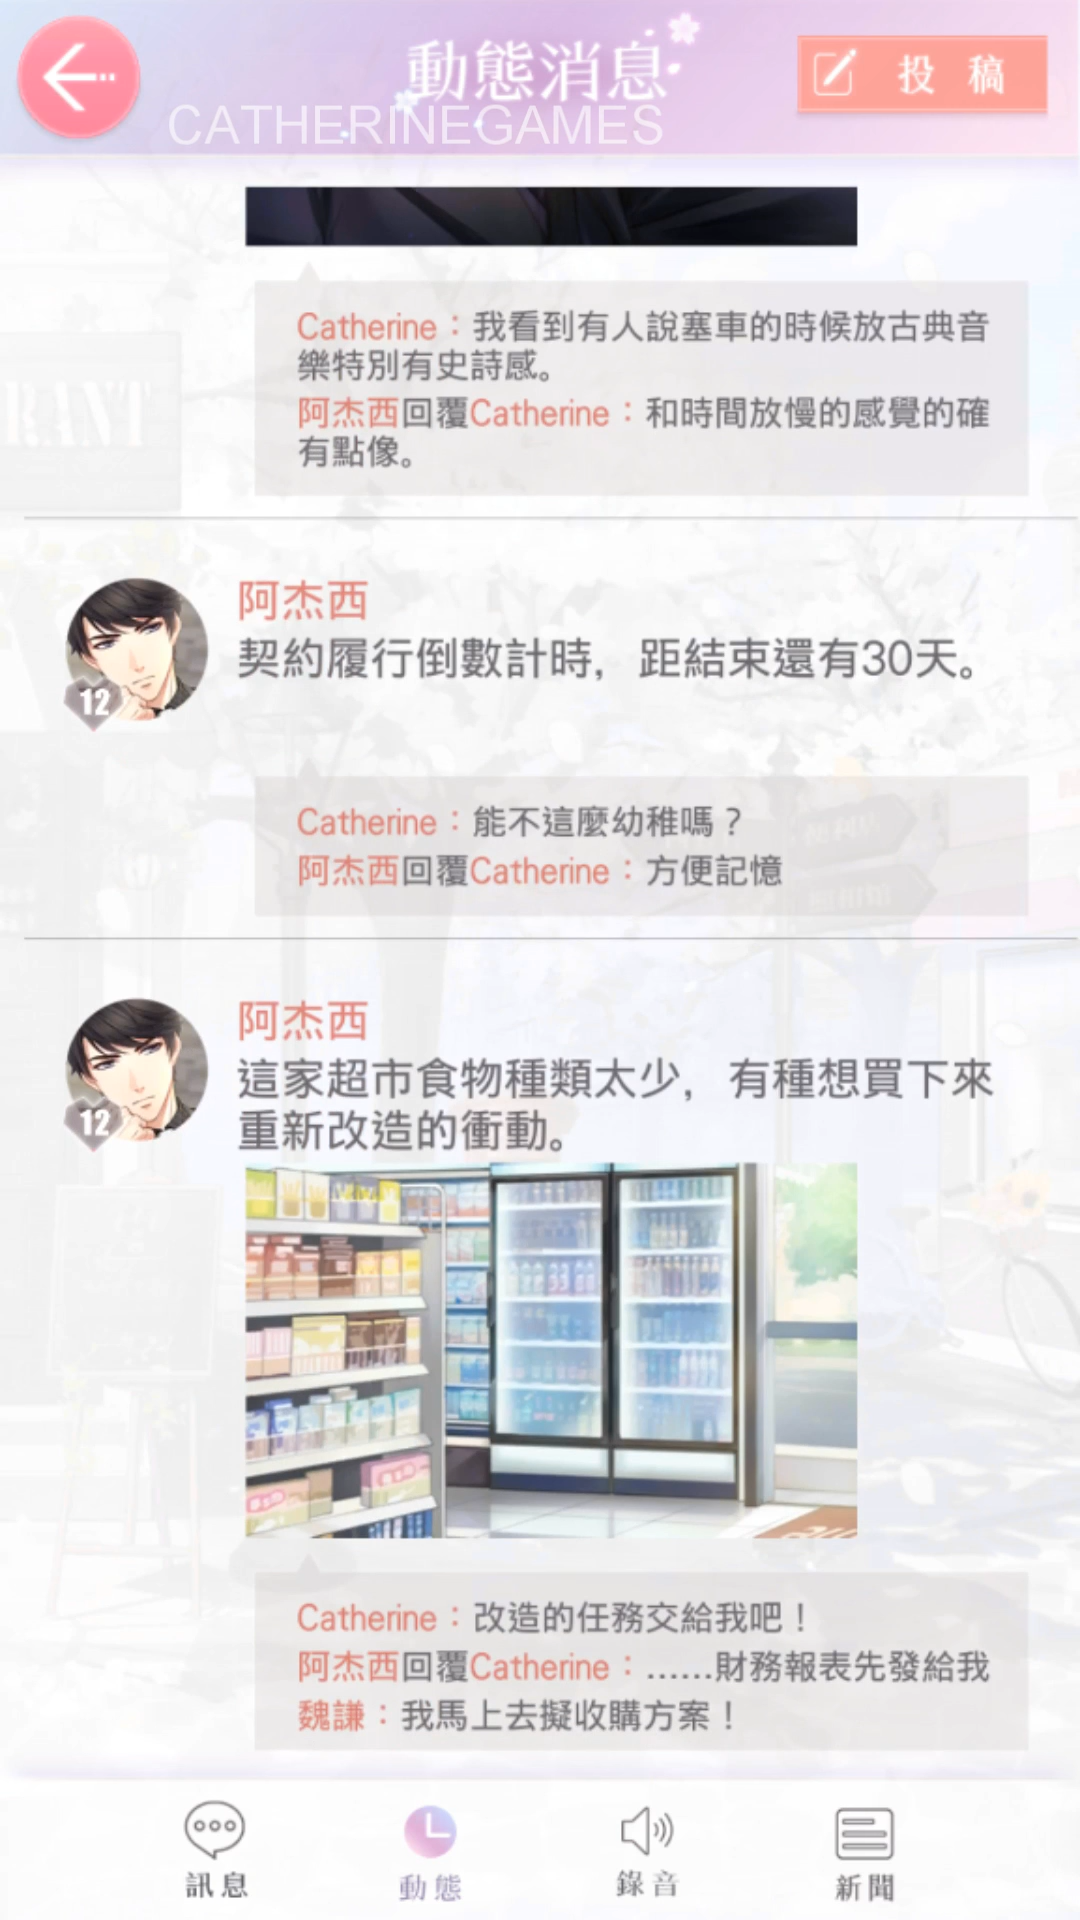 動態消息
投稿
CATHERINEGAMES
RANT
Catherine：我看到有人說塞車的時候放古典音
樂特別有史詩感。
阿杰西回覆Catherine：和時間放慢的感覺的確
有點像。
阿杰西
12
契約履行倒數計時，距結束還有30天。
Catherine：能不這麼幼稚嗎？
阿杰西回覆Catherine：方便記憶
阿杰西
12
這家超市食物種類太少，有種想買下來
重新改造的衝動。
Catherine：改造的任務交給我吧！
阿杰西回覆Catherine：……財務報表先發給我
魏謙：我馬上去擬收購方案！
訊息
動態
錄音
新聞